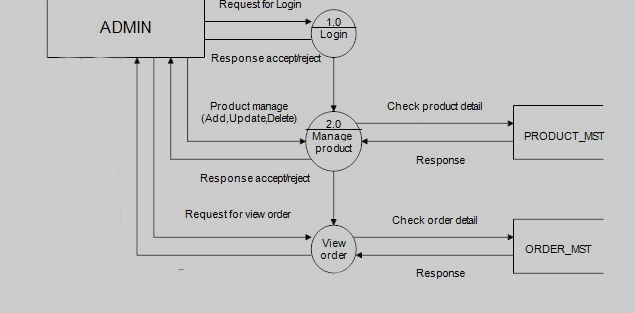 Request for Login
ADMIN
1.0
Login
Response accept/reject
Product manage
(Add,Update,Delete)
Check product detail
2.0
Manage
product
PRODUCT_MST
Response
Response accept/reject
Request for view order
Check order detail
View
order
ORDER_MST
Response